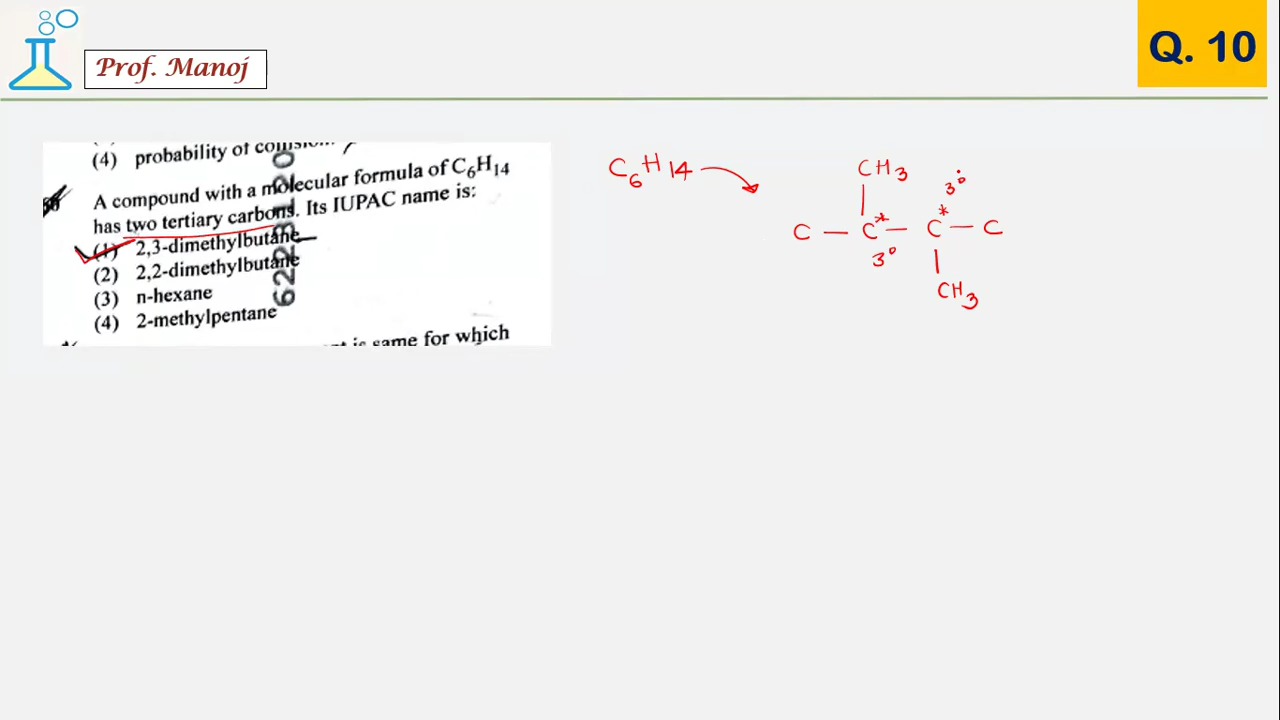 Prof. Manoj
Q. 10
(4) probability of collision.
A compound with a molecular formula of C₆H₁₄
has two tertiary carbons. Its IUPAC name is:
(1) 2,3-dimethylbutane
(2) 2,2-dimethylbutane
(3) n-hexane
(4) 2-methylpentane
is same for which
6223120
C₆H₁₄
CH₃ 3°
C — C* — C* — C
3°
CH₃